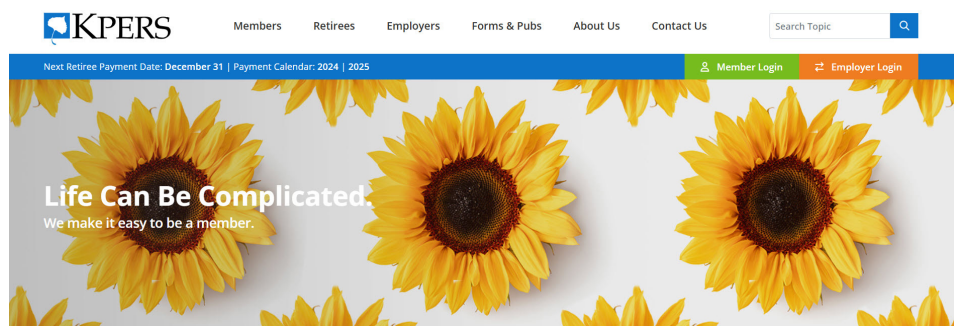 KPERS
Members Retirees Employers Forms & Pubs About Us Contact Us Search Topic
Next Retiree Payment Date: December 31 | Payment Calendar: 2024 | 2025 Member Login Employer Login
Life Can Be Complicated.
We make it easy to be a member.